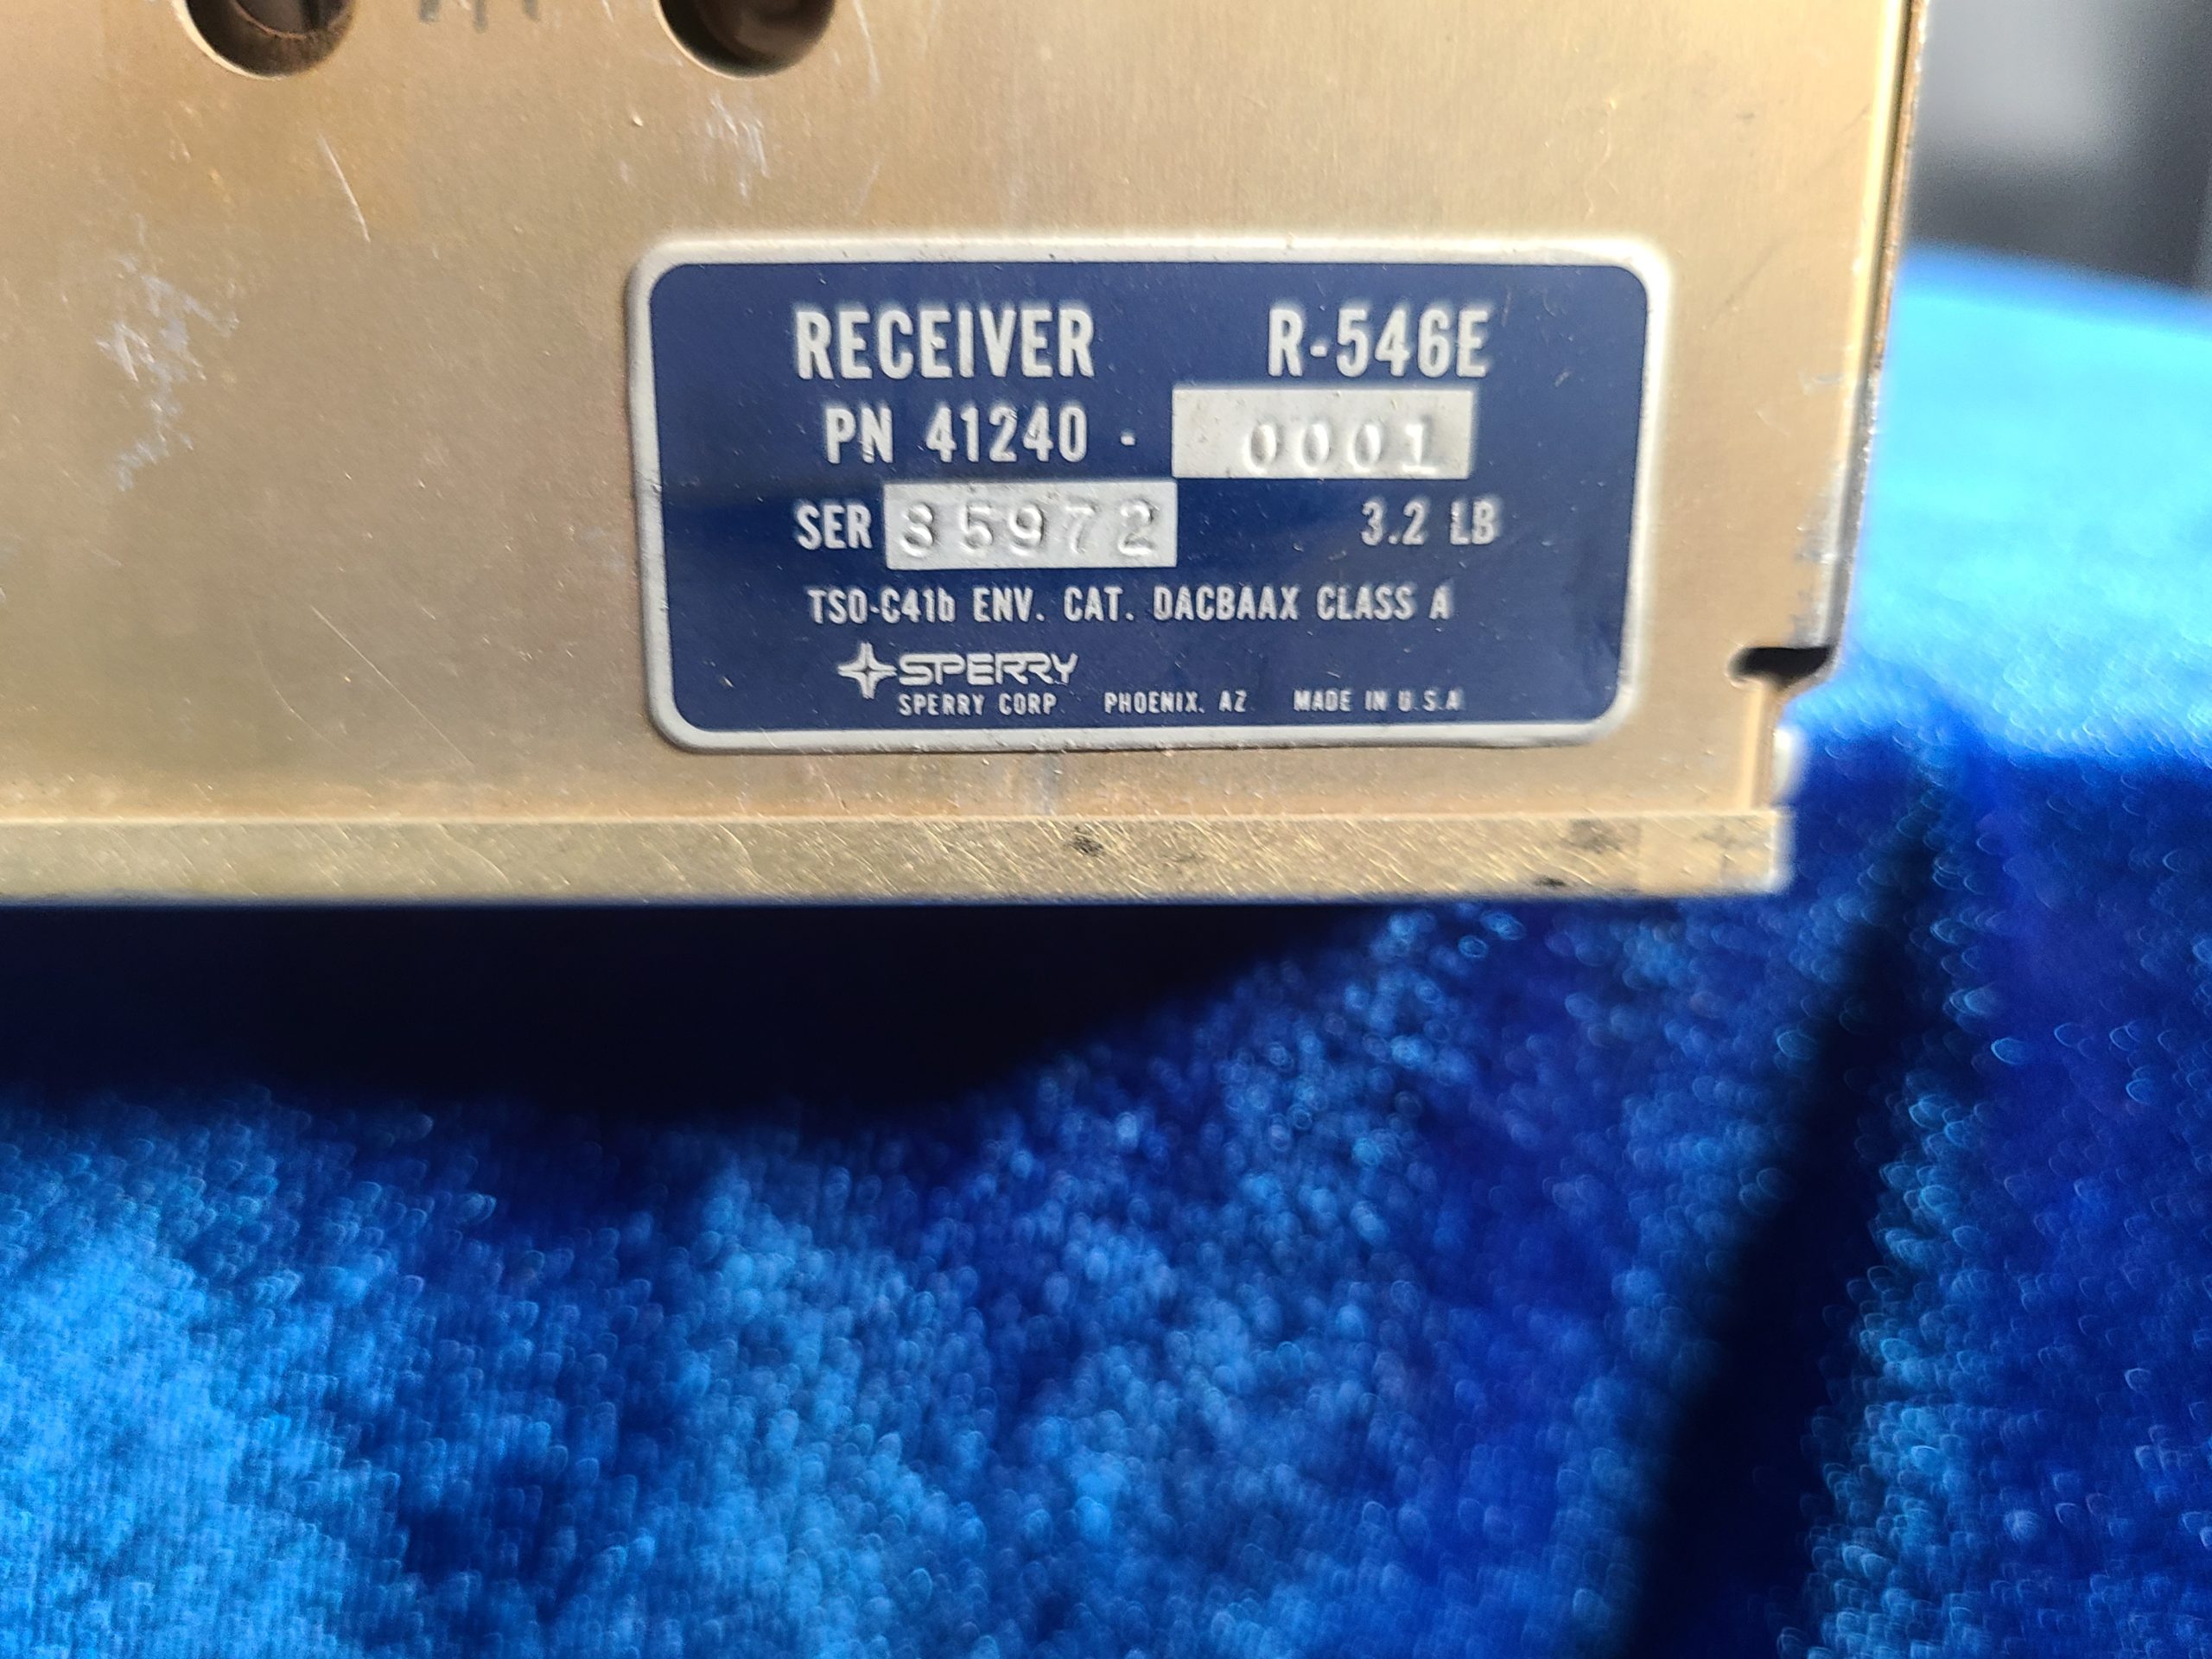 RECEIVER R-546E
PN 41240 - 0001
SER 35972 3.2 LB
TSO-C41b ENV. CAT. DACBAAX CLASS A
SPERRY
SPERRY CORP. PHOENIX, AZ MADE IN U.S.A